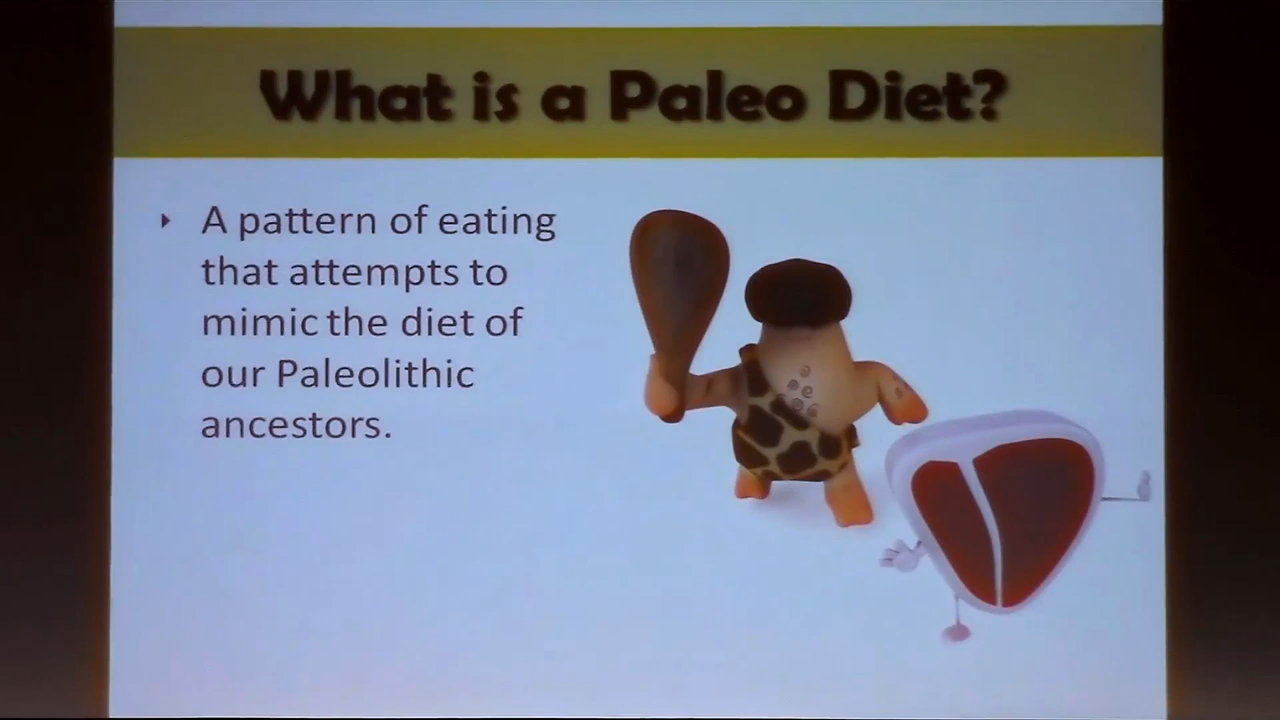 What is a Paleo Diet?
A pattern of eating
that attempts to
mimic the diet of
our Paleolithic
ancestors.